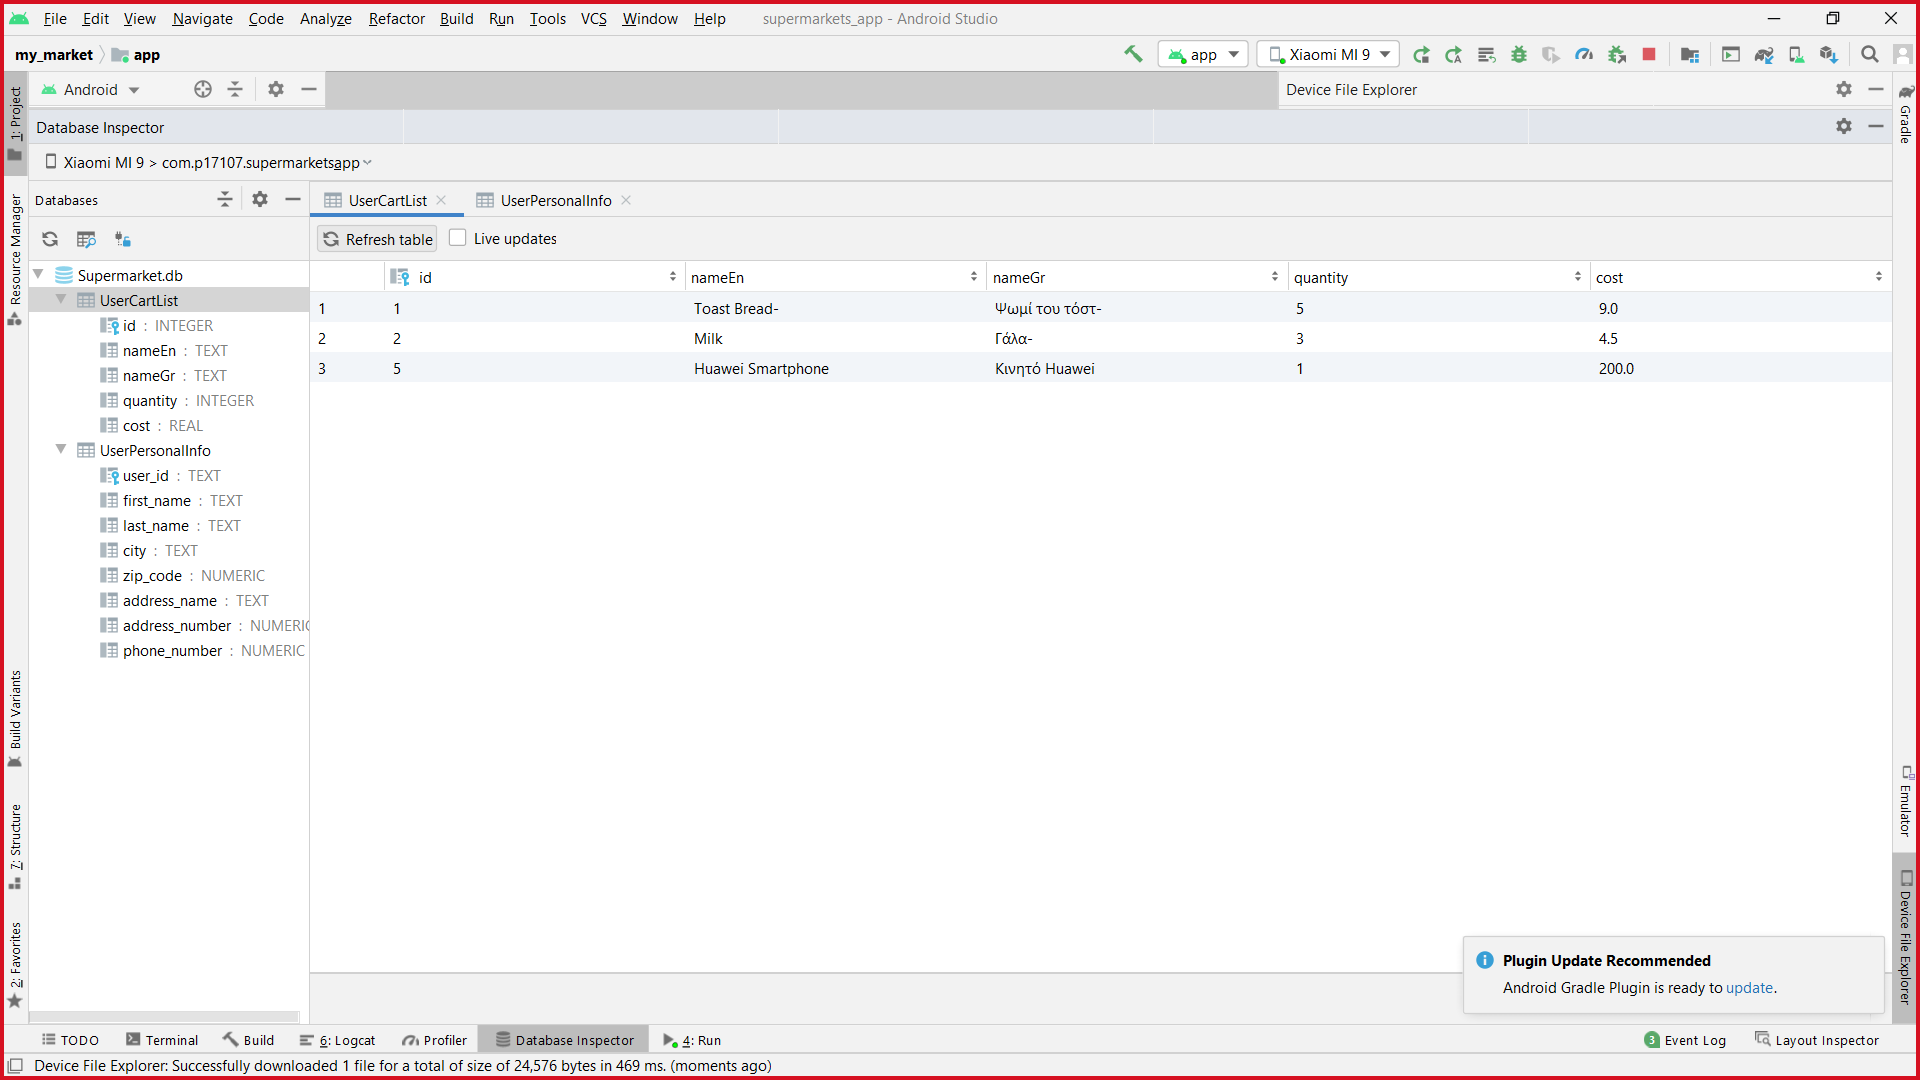 File Edit View Navigate Code Analyze Refactor Build Run Tools VCS Window Help supermarkets_app - Android Studio
my_market app
app Xiaomi MI 9
Android
Device File Explorer
Database Inspector
Xiaomi MI 9 > com.p17107.supermarketsapp
Databases
UserCartList UserPersonalInfo
Refresh table Live updates
Supermarket.db
UserCartList
id : INTEGER
nameEn : TEXT
nameGr : TEXT
quantity : INTEGER
cost : REAL
UserPersonalInfo
user_id : TEXT
first_name : TEXT
last_name : TEXT
city : TEXT
zip_code : NUMERIC
address_name : TEXT
address_number : NUMERIC
phone_number : NUMERIC
id nameEn nameGr quantity cost
1 1 Toast Bread- Ψωμί του τόστ- 5 9.0
2 2 Milk Γάλα- 3 4.5
3 5 Huawei Smartphone Κινητό Huawei 1 200.0
1: Project
Resource Manager
Build Variants
7: Structure
2: Favorites
Gradle
Emulator
Device File Explorer
Plugin Update Recommended
Android Gradle Plugin is ready to update.
TODO Terminal Build 6: Logcat Profiler Database Inspector 4: Run 3 Event Log Layout Inspector
Device File Explorer: Successfully downloaded 1 file for a total of size of 24,576 bytes in 469 ms. (moments ago)